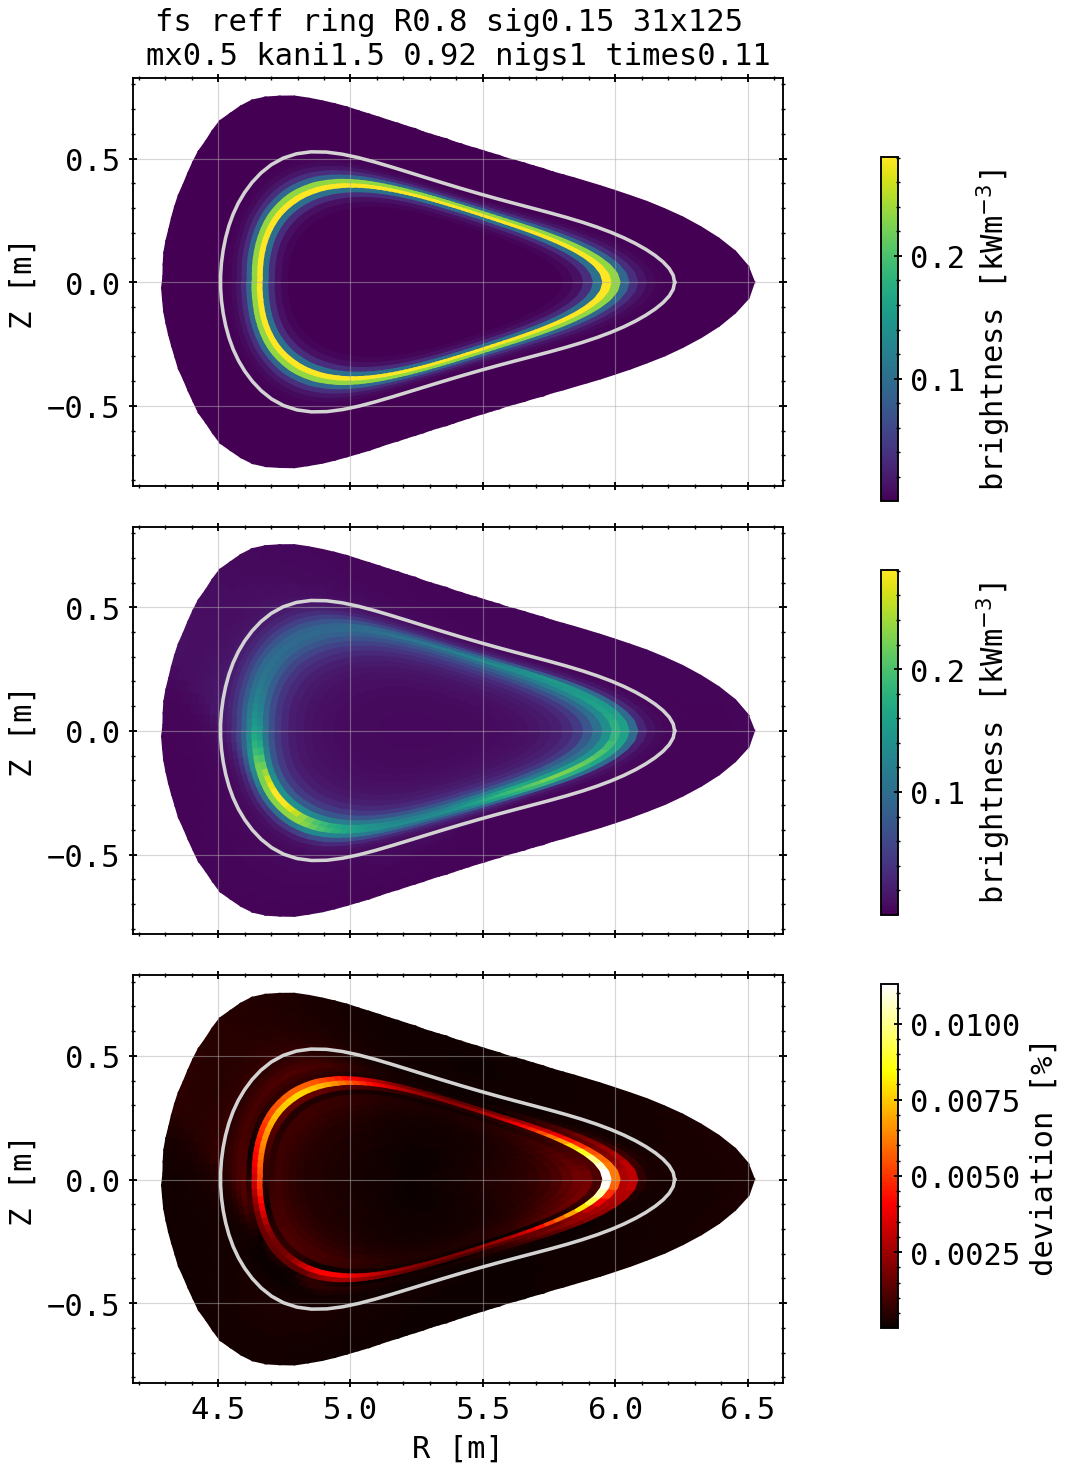 fs reff ring R0.8 sig0.15 31x125
mx0.5 kani1.5 0.92 nigs1 times0.11
0.5
0.0
−0.5
Z [m]
0.2
0.1
brightness [kWm⁻³]
0.5
0.0
−0.5
Z [m]
0.2
0.1
brightness [kWm⁻³]
0.5
0.0
−0.5
Z [m]
0.0100
0.0075
0.0050
0.0025
deviation [%]
4.5 5.0 5.5 6.0 6.5
R [m]